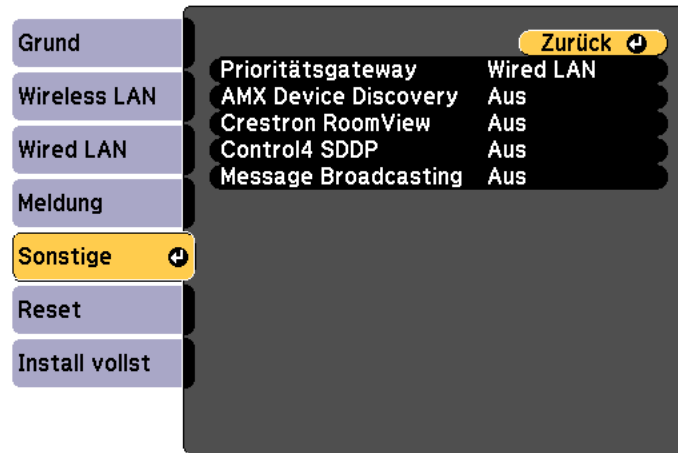 Grund
Wireless LAN
Wired LAN
Meldung
Sonstige
Reset
Install vollst
Zurück
Prioritätsgateway Wired LAN
AMX Device Discovery Aus
Crestron RoomView Aus
Control4 SDDP Aus
Message Broadcasting Aus